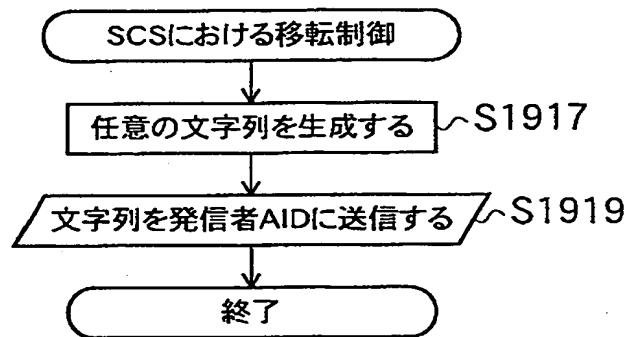 SCSにおける移転制御
任意の文字列を生成する
S1917
文字列を発信者AIDに送信する
S1919
終了